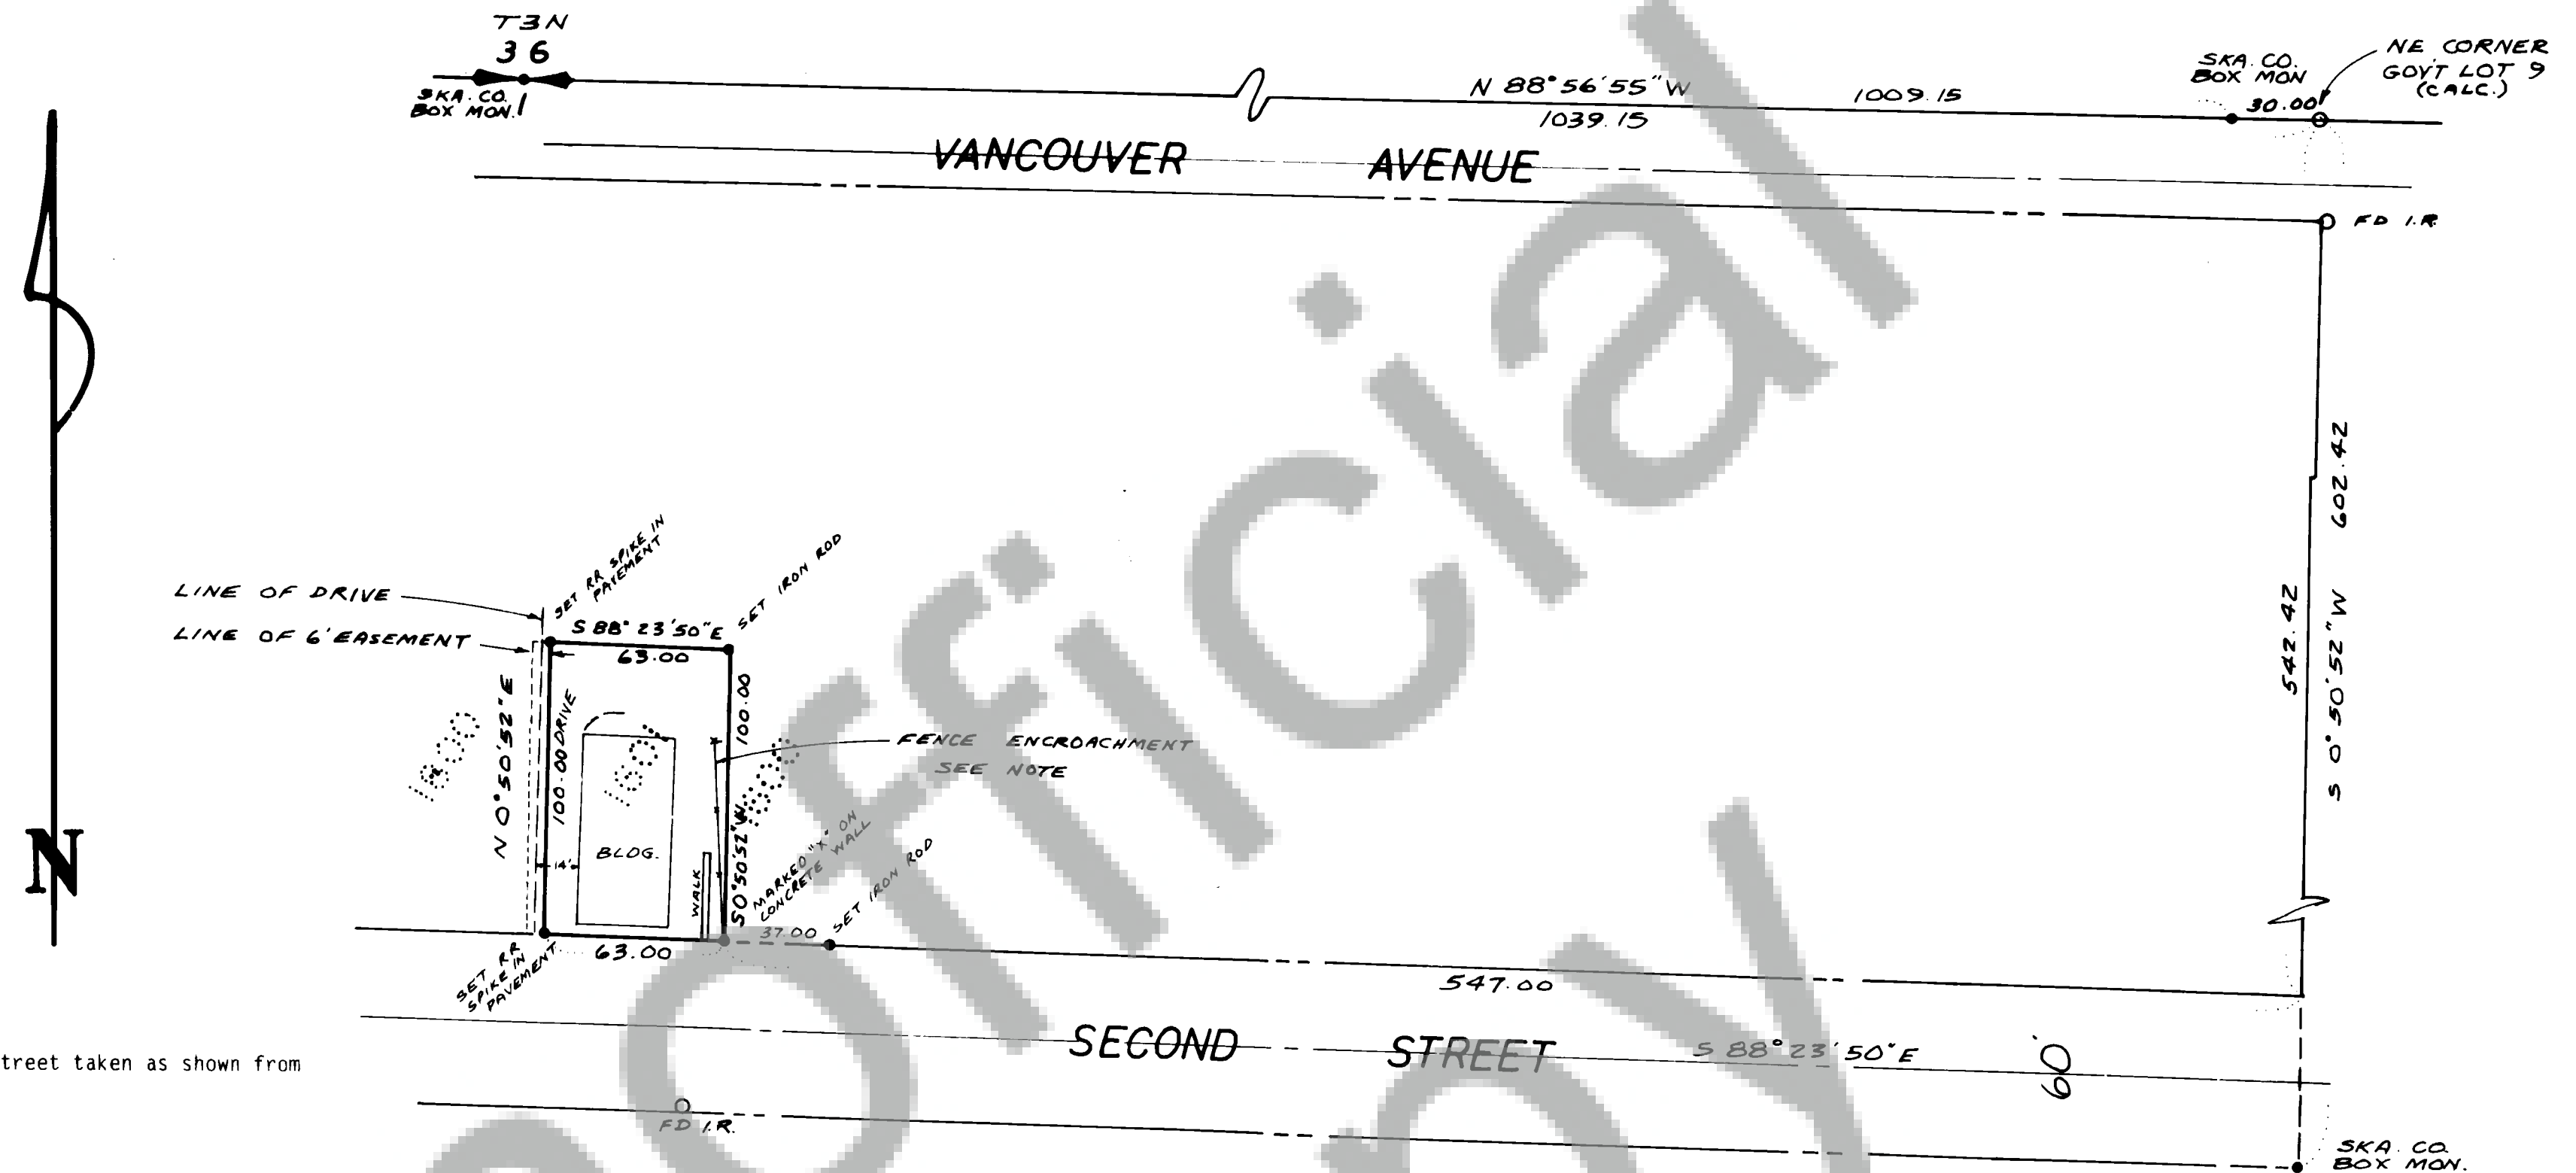 T3N
36
SKA. CO.
BOX MON.
N 88°56'55"W
1009.15
1039.15
SKA. CO.
BOX MON
30.00
NE CORNER
GOV'T LOT 9
(CALC.)
VANCOUVER AVENUE
FD I.R.
602.42
542.42
S 0°50'52"W
SET RR SPIKE IN
PAVEMENT
SET IRON ROD
LINE OF DRIVE
LINE OF 6' EASEMENT
S 88°23'50"E
63.00
N 0°50'52"E
100.00
DRIVE
100.00
FENCE ENCROACHMENT
SEE NOTE
BLDG.
14'
WALK
S 0°50'52"W
MARKED "X" ON
CONCRETE WALL
SET IRON ROD
37.00
63.00
SET RR
SPIKE IN
PAVEMENT
547.00
SECOND STREET
S 88°23'50"E
60'
treet taken as shown from
FD I.R.
SKA. CO.
BOX MON.
N